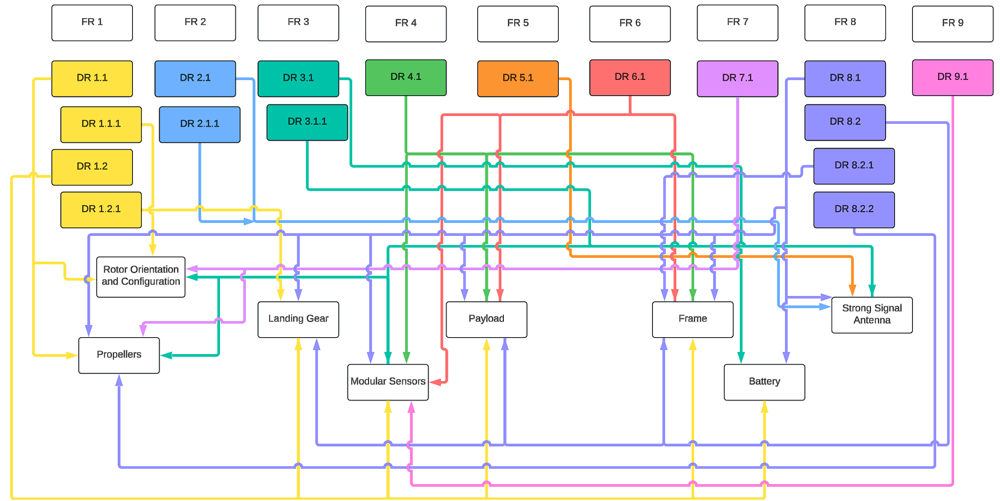 FR 1
FR 2
FR 3
FR 4
FR 5
FR 6
FR 7
FR 8
FR 9
DR 1.1
DR 2.1
DR 3.1
DR 4.1
DR 5.1
DR 6.1
DR 7.1
DR 8.1
DR 9.1
DR 1.1.1
DR 2.1.1
DR 3.1.1
DR 8.2
DR 1.2
DR 8.2.1
DR 1.2.1
DR 8.2.2
Rotor Orientation
and Configuration
Landing Gear
Payload
Frame
Strong Signal
Antenna
Propellers
Modular Sensors
Battery